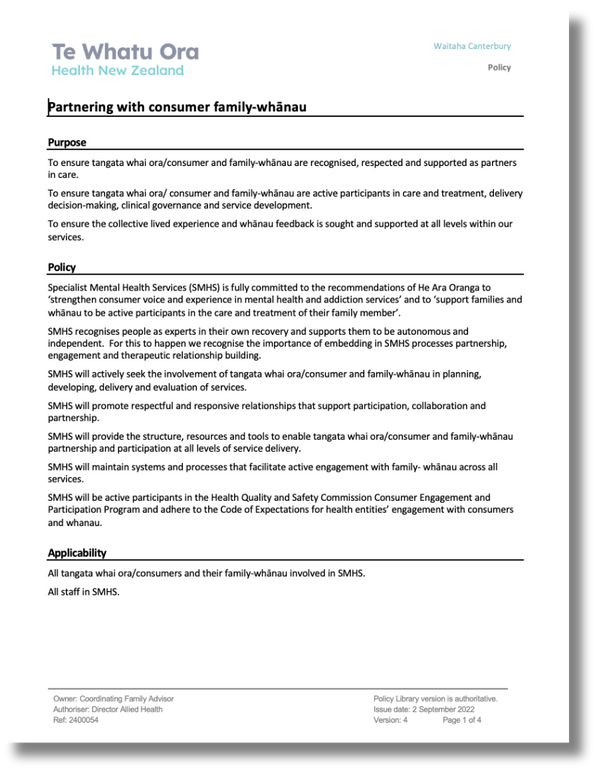 Te Whatu Ora
Health New Zealand
Waitaha Canterbury
Policy
Partnering with consumer family-whānau
Purpose
To ensure tangata whai ora/consumer and family-whānau are recognised, respected and supported as partners
in care.
To ensure tangata whai ora/ consumer and family-whānau are active participants in care and treatment, delivery
decision-making, clinical governance and service development.
To ensure the collective lived experience and whānau feedback is sought and supported at all levels within our
services.
Policy
Specialist Mental Health Services (SMHS) is fully committed to the recommendations of He Ara Oranga to
‘strengthen consumer voice and experience in mental health and addiction services’ and to ‘support families and
whānau to be active participants in the care and treatment of their family member’.
SMHS recognises people as experts in their own recovery and supports them to be autonomous and
independent.  For this to happen we recognise the importance of embedding in SMHS processes partnership,
engagement and therapeutic relationship building.
SMHS will actively seek the involvement of tangata whai ora/consumer and family-whānau in planning,
developing, delivery and evaluation of services.
SMHS will promote respectful and responsive relationships that support participation, collaboration and
partnership.
SMHS will provide the structure, resources and tools to enable tangata whai ora/consumer and family-whānau
partnership and participation at all levels of service delivery.
SMHS will maintain systems and processes that facilitate active engagement with family- whānau across all
services.
SMHS will be active participants in the Health Quality and Safety Commission Consumer Engagement and
Participation Program and adhere to the Code of Expectations for health entities’ engagement with consumers
and whanau.
Applicability
All tangata whai ora/consumers and their family-whānau involved in SMHS.
All staff in SMHS.
Owner: Coordinating Family Advisor
Authoriser: Director Allied Health
Ref: 2400054
Policy Library version is authoritative.
Issue date: 2 September 2022
Version: 4 Page 1 of 4